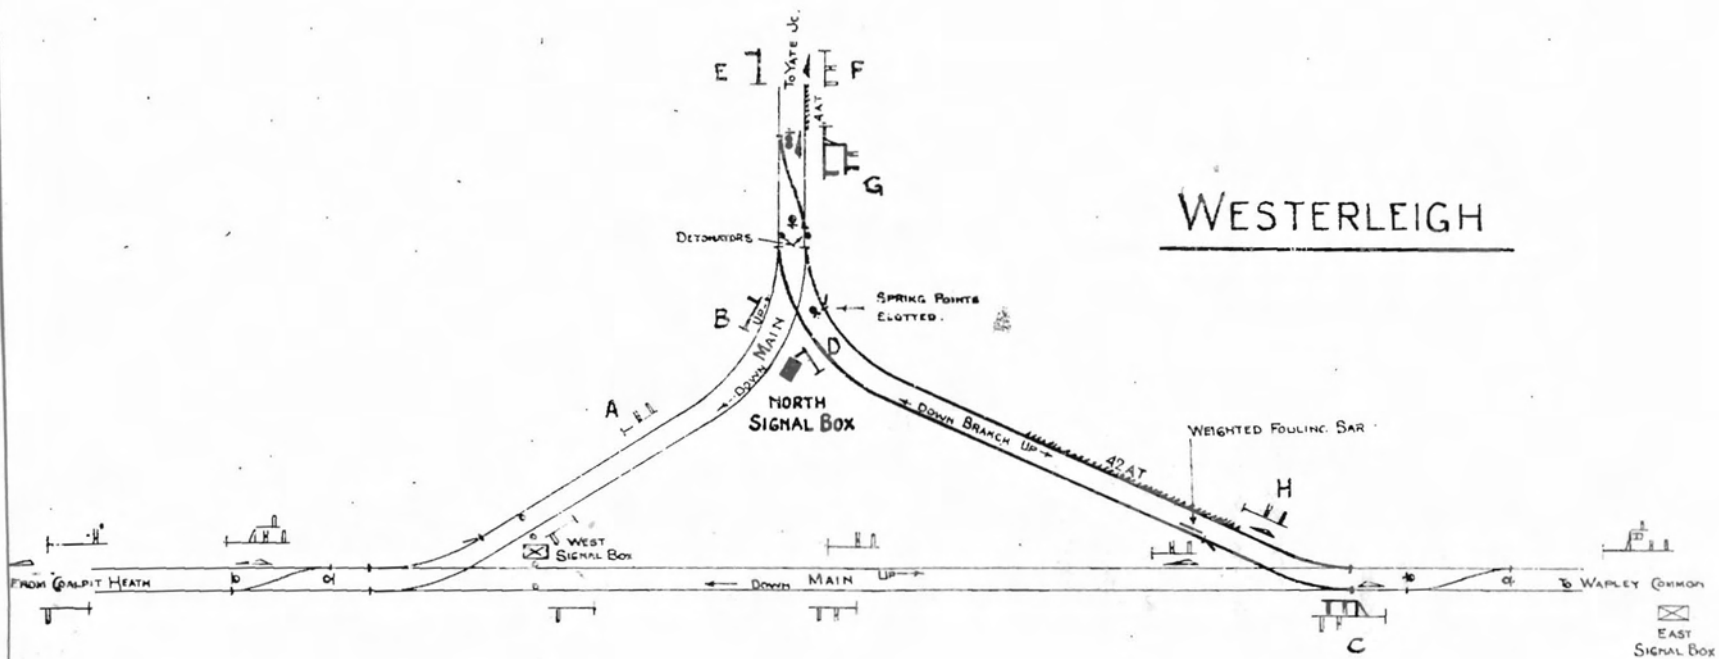 To YATE Jc.
E
F
4AT
G
WESTERLEIGH
DETONATORS
SPRING POINTS
SLOTTED.
B
UP
MAIN
DOWN
D
NORTH
SIGNAL BOX
A
DOWN BRANCH UP
WEIGHTED FOULING BAR
42 AT
H
WEST
SIGNAL BOX
FROM COALPIT HEATH
DOWN MAIN UP
TO WAPLEY COMMON
C
EAST
SIGNAL BOX